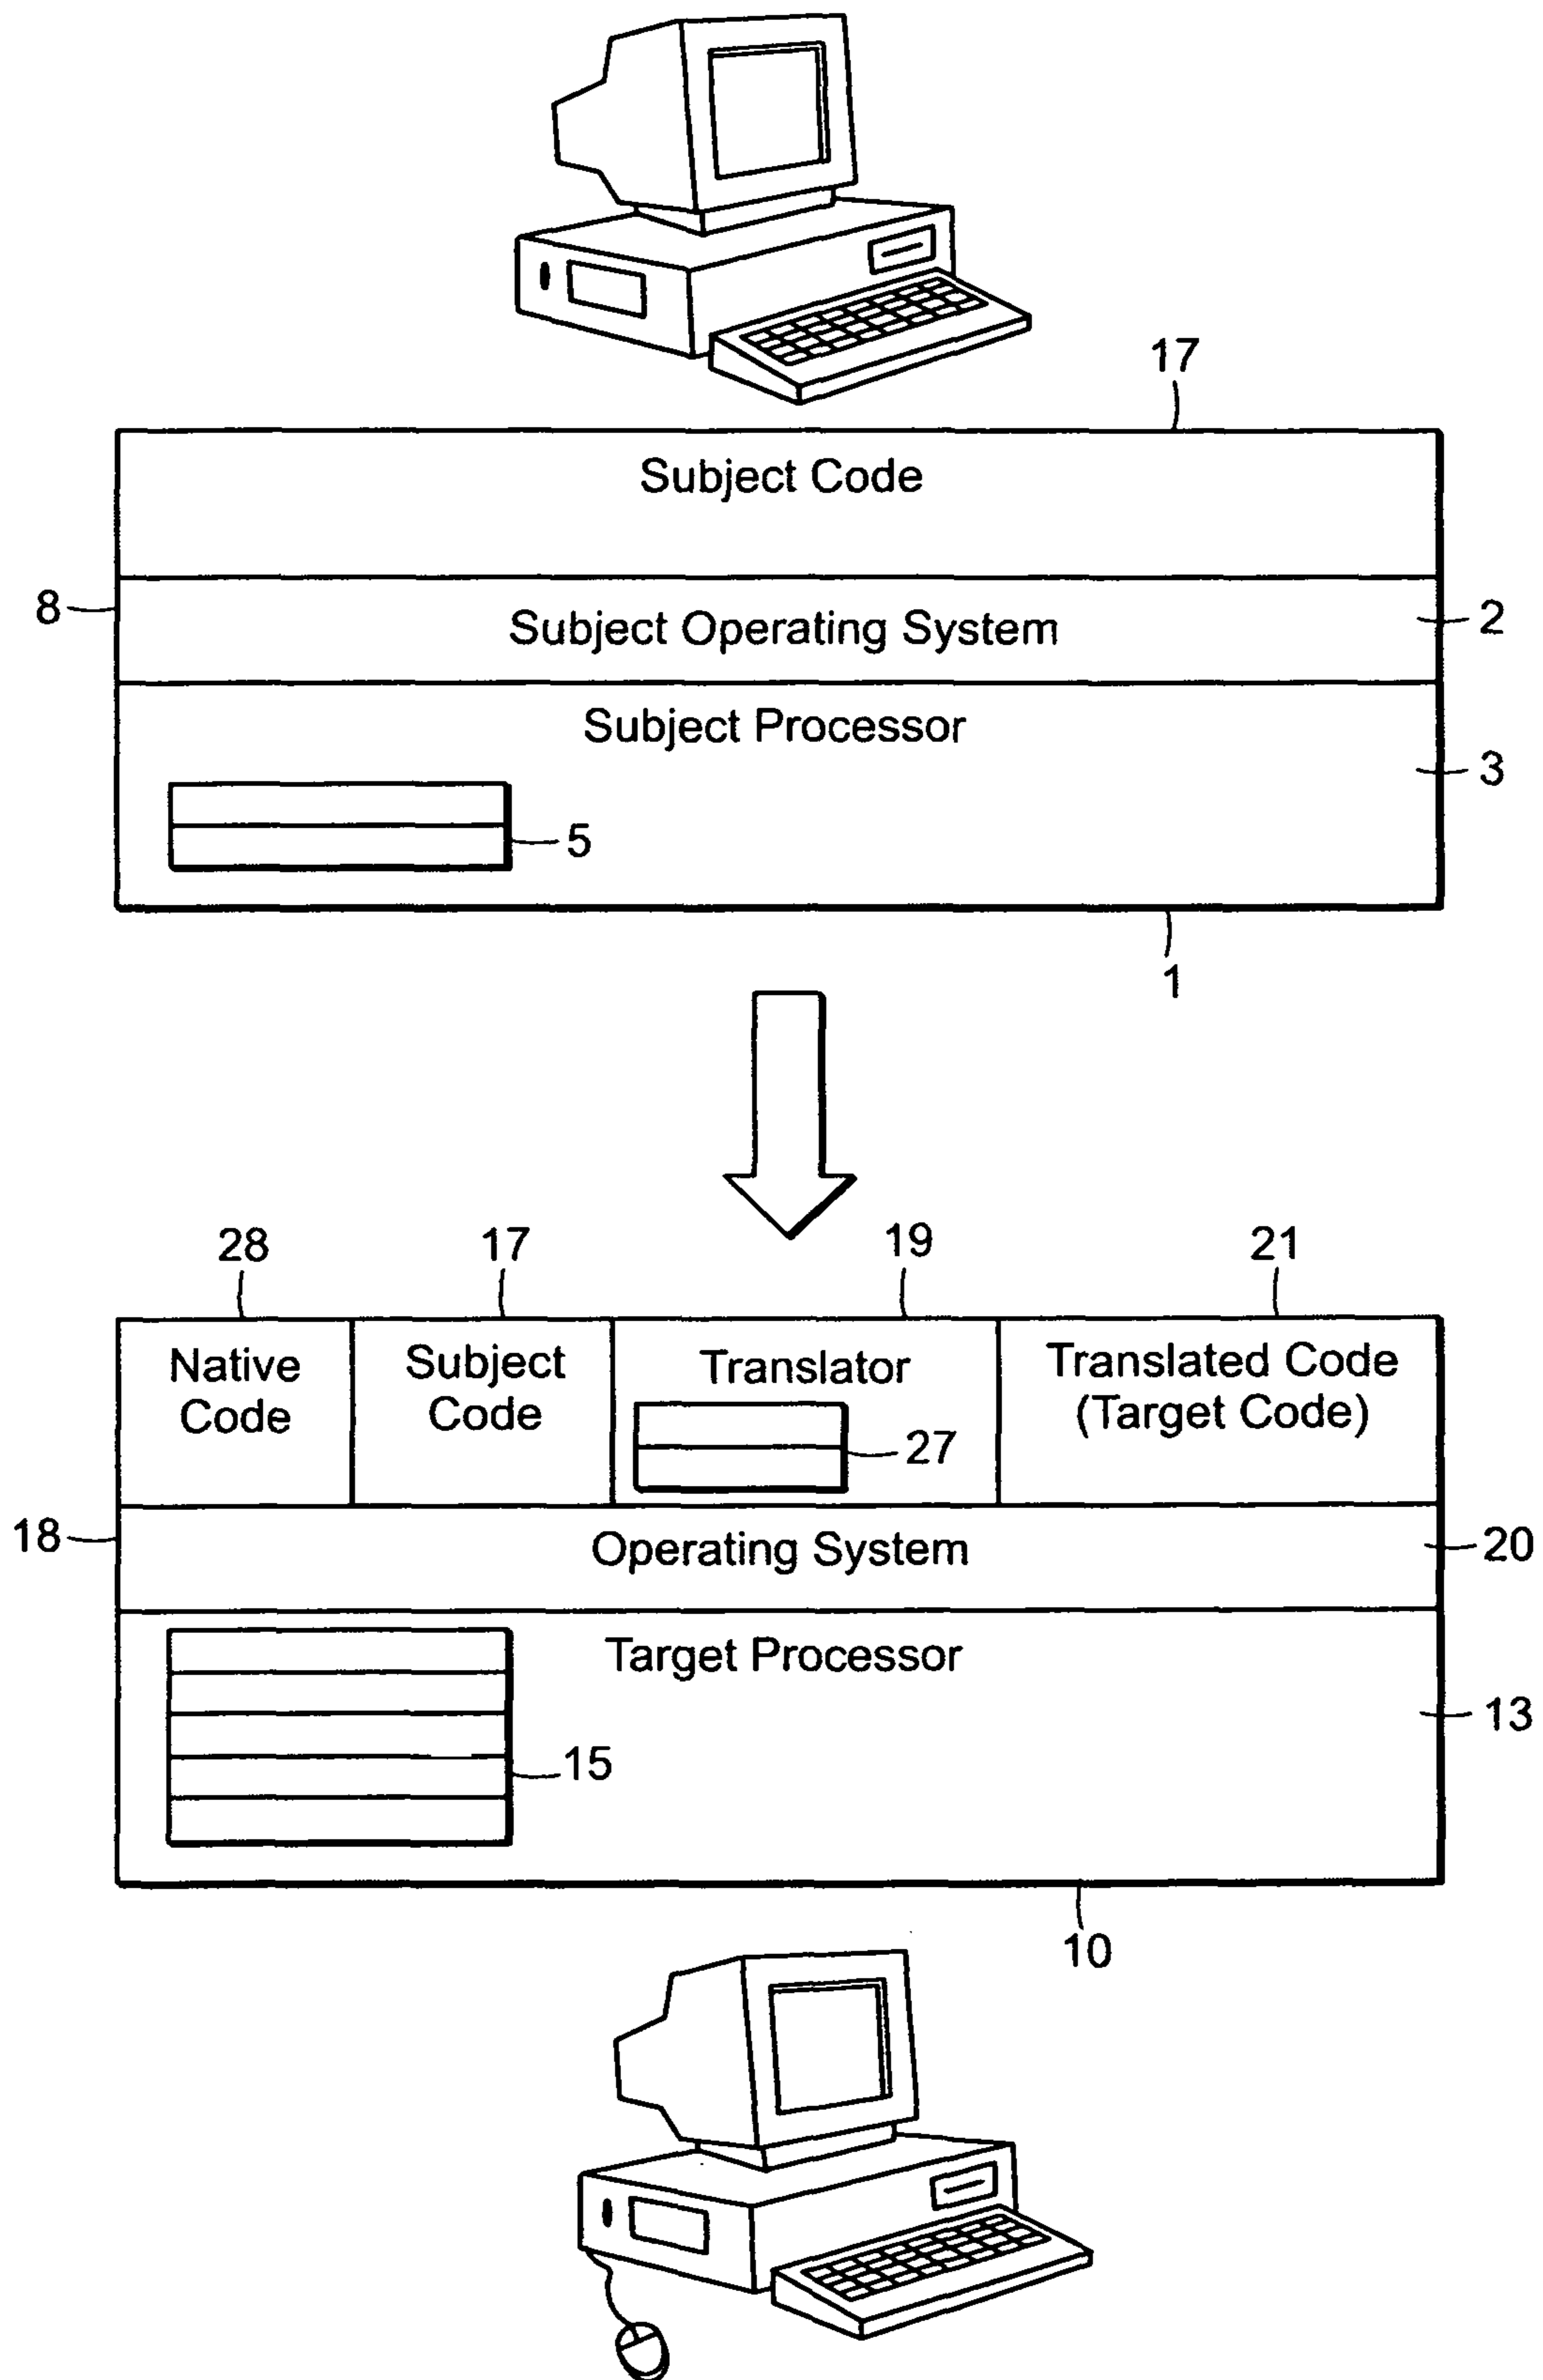 17
Subject Code
8
Subject Operating System
2
Subject Processor
3
5
1
28
17
19
21
Native
Code
Subject
Code
Translator
27
Translated Code
(Target Code)
18
Operating System
20
Target Processor
13
15
10